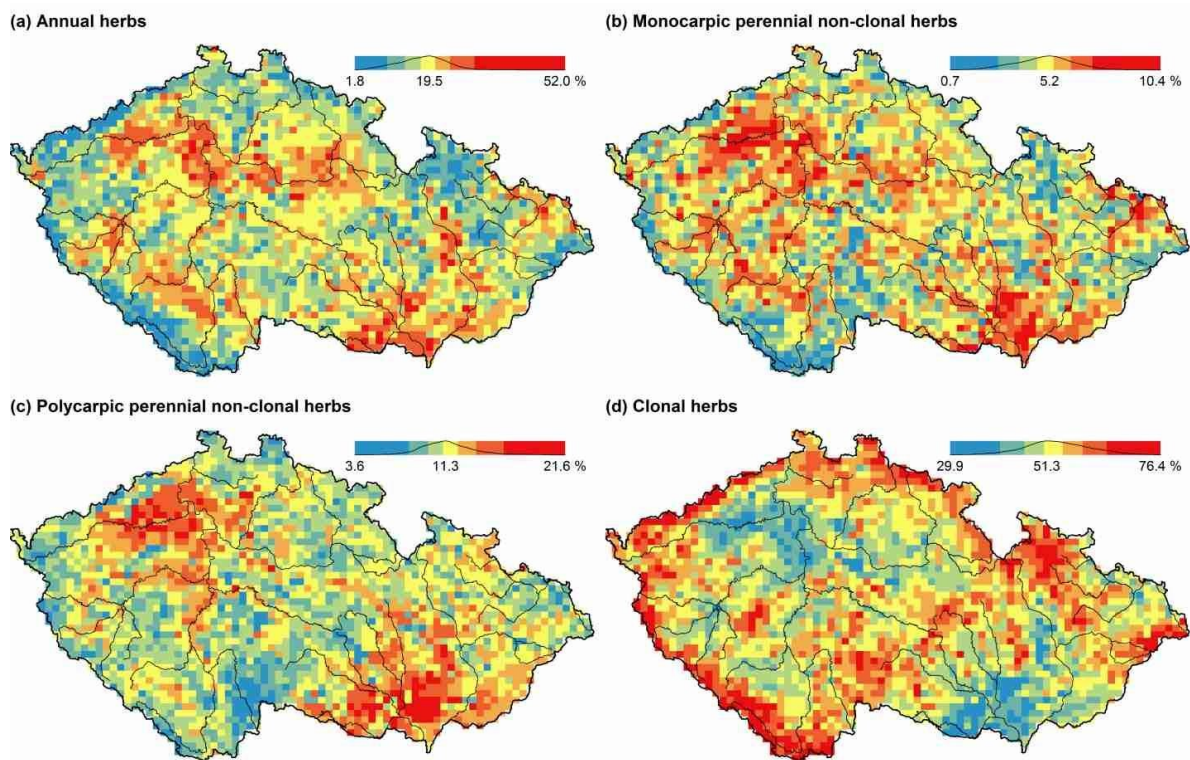 (a) Annual herbs
1.8 19.5 52.0 %
(b) Monocarpic perennial non-clonal herbs
0.7 5.2 10.4 %
(c) Polycarpic perennial non-clonal herbs
3.6 11.3 21.6 %
(d) Clonal herbs
29.9 51.3 76.4 %